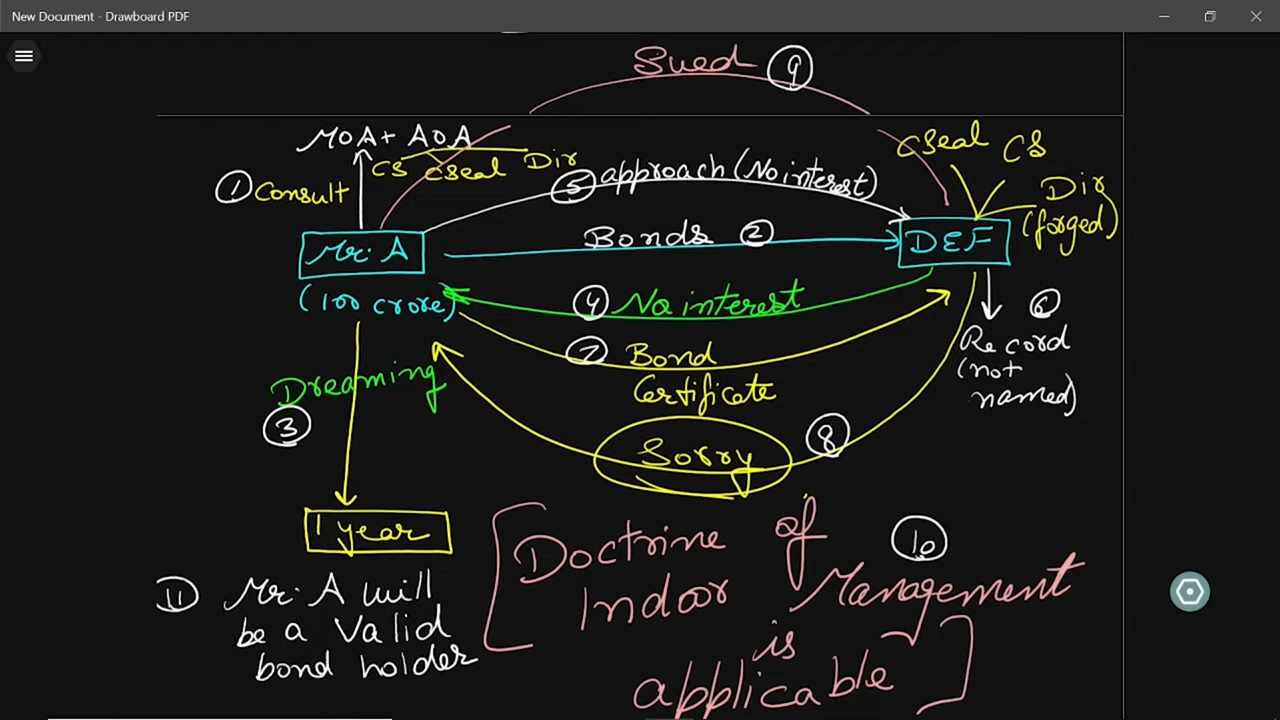 New Document - Drawboard PDF
Sued 9
MOA+ AOA
CS CSeal Dir
1 Consult
5 approach (No interest)
CSeal CS
Dir
(forged)
Mr. A
Bonds 2
DEF
(100 crore)
4 No interest
6
Record
(not
named)
7 Bond
Certificate
Dreaming
3
Sorry 8
1 year
Doctrine of
10
Indoor Management
is
applicable
11 Mr. A will
be a Valid
bond holder